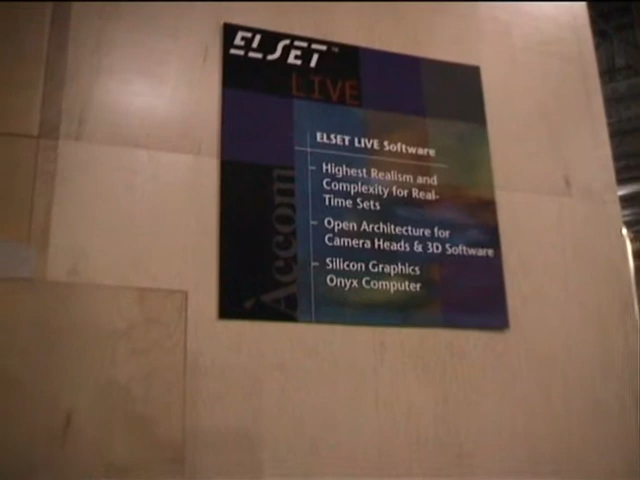 ELSET™
LIVE
ELSET LIVE Software
– Highest Realism and
Complexity for Real-
Time Sets
– Open Architecture for
Camera Heads & 3D Software
– Silicon Graphics
Onyx Computer
Accom